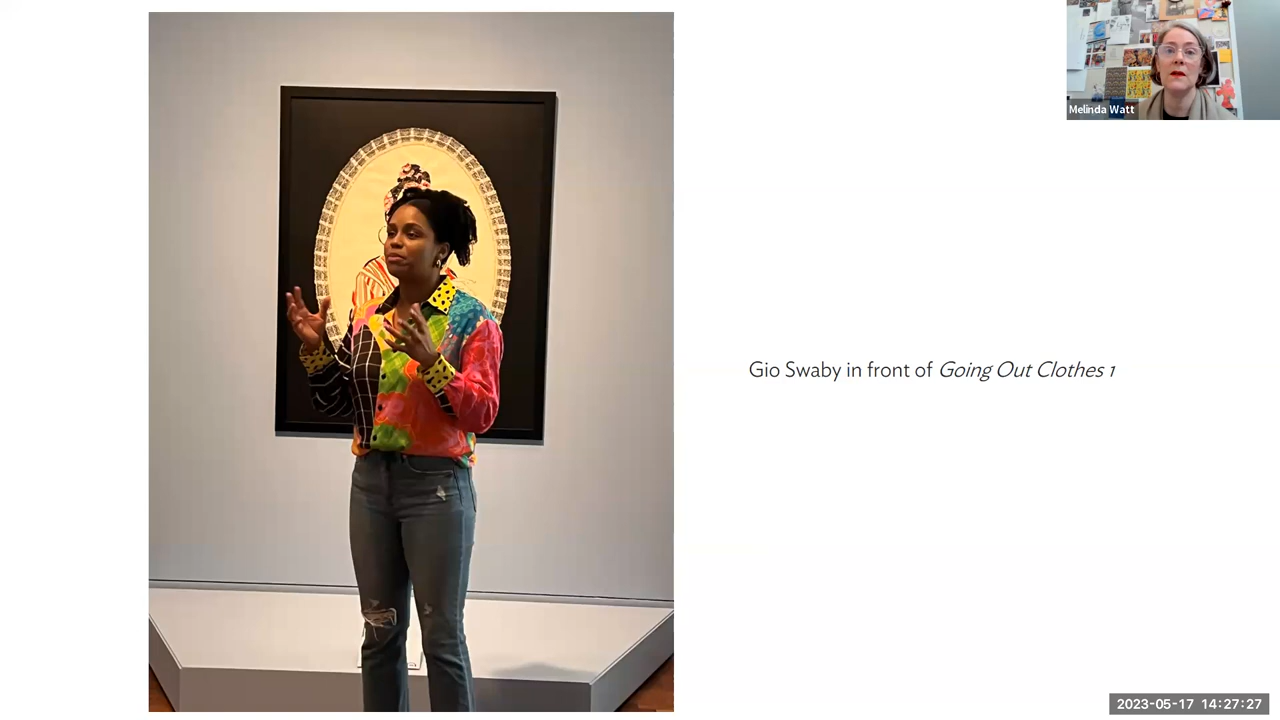 Melinda Watt
Gio Swaby in front of Going Out Clothes 1
2023-05-17 14:27:27